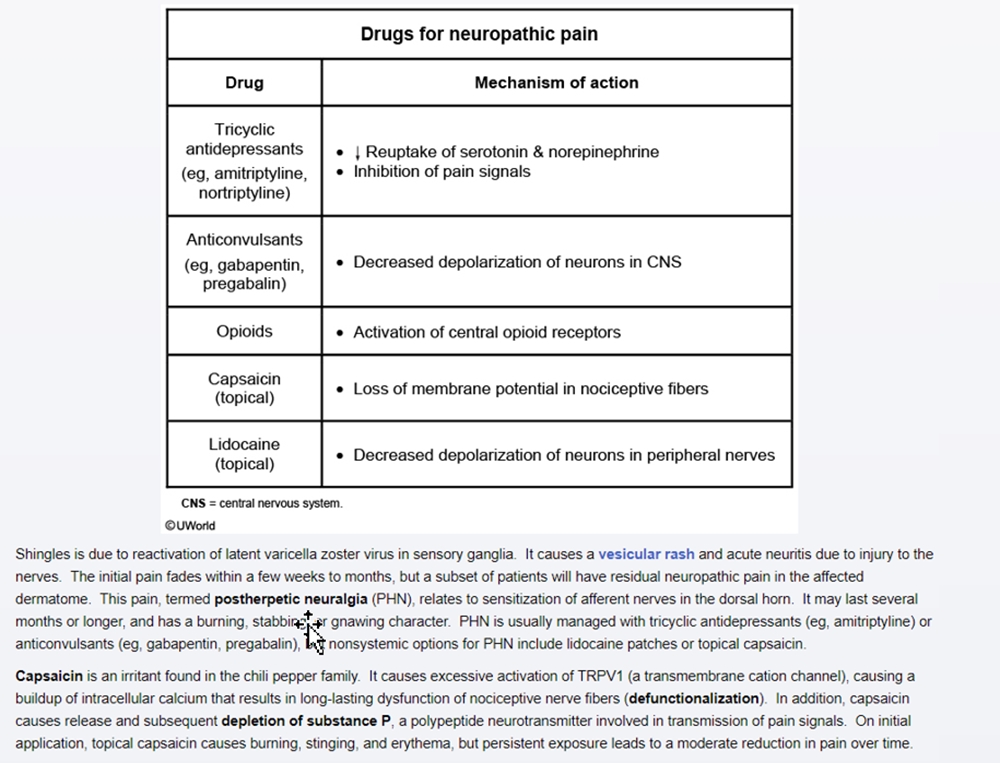 Drugs for neuropathic pain
Drug
Mechanism of action
Tricyclic
antidepressants
(eg, amitriptyline,
nortriptyline)
• ↓ Reuptake of serotonin & norepinephrine
• Inhibition of pain signals
Anticonvulsants
(eg, gabapentin,
pregabalin)
• Decreased depolarization of neurons in CNS
Opioids
• Activation of central opioid receptors
Capsaicin
(topical)
• Loss of membrane potential in nociceptive fibers
Lidocaine
(topical)
• Decreased depolarization of neurons in peripheral nerves
CNS = central nervous system.
©UWorld
Shingles is due to reactivation of latent varicella zoster virus in sensory ganglia. It causes a vesicular rash and acute neuritis due to injury to the
nerves. The initial pain fades within a few weeks to months, but a subset of patients will have residual neuropathic pain in the affected
dermatome. This pain, termed postherpetic neuralgia (PHN), relates to sensitization of afferent nerves in the dorsal horn. It may last several
months or longer, and has a burning, stabbing, or gnawing character. PHN is usually managed with tricyclic antidepressants (eg, amitriptyline) or
anticonvulsants (eg, gabapentin, pregabalin), nonsystemic options for PHN include lidocaine patches or topical capsaicin.
Capsaicin is an irritant found in the chili pepper family. It causes excessive activation of TRPV1 (a transmembrane cation channel), causing a
buildup of intracellular calcium that results in long-lasting dysfunction of nociceptive nerve fibers (defunctionalization). In addition, capsaicin
causes release and subsequent depletion of substance P, a polypeptide neurotransmitter involved in transmission of pain signals. On initial
application, topical capsaicin causes burning, stinging, and erythema, but persistent exposure leads to a moderate reduction in pain over time.